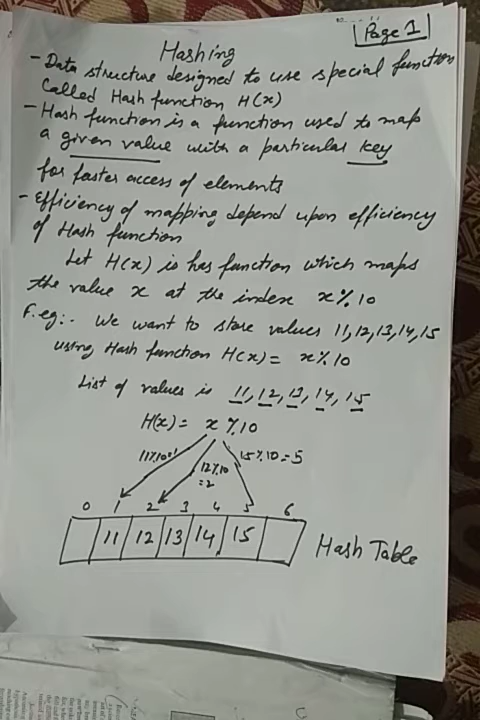 Page 1
Hashing
- Data structure designed to use special function
Called Hash function H(x)
- Hash function is a function used to map
a given value with a particular key
for faster access of elements
- Efficiency of mapping depend upon efficiency
of Hash function
Let H(x) is has function which maps
the value x at the index x%10
F.eg:- We want to store values 11,12,13,14,15
using Hash function H(x) = x%10
List of values is 11, 12, 13, 14, 15
H(x) = x %10
11%10=1
12%10
=2
15%10=5
0 1 2 3 4 5 6
11 12 13 14 15
Hash Table